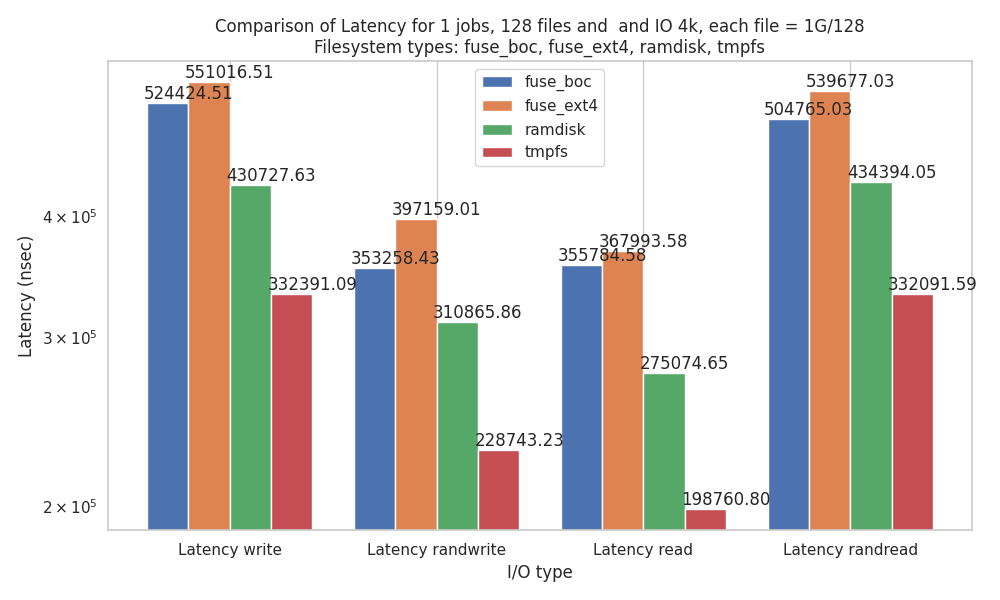 Comparison of Latency for 1 jobs, 128 files and  and IO 4k, each file = 1G/128
Filesystem types: fuse_boc, fuse_ext4, ramdisk, tmpfs
fuse_boc
fuse_ext4
ramdisk
tmpfs
524424.51
551016.51
430727.63
332391.09
353258.43
397159.01
310865.86
228743.23
355784.58
367993.58
275074.65
198760.80
504765.03
539677.03
434394.05
332091.59
Latency (nsec)
4 × 10⁵
3 × 10⁵
2 × 10⁵
Latency write
Latency randwrite
Latency read
Latency randread
I/O type